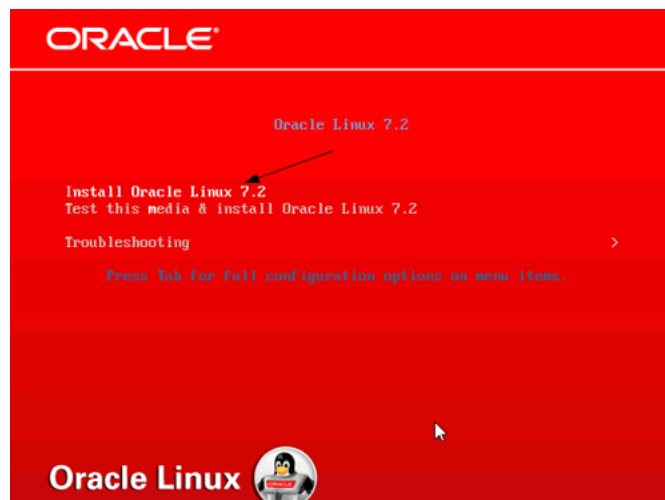 ORACLE
Oracle Linux 7.2
Install Oracle Linux 7.2
Test this media & install Oracle Linux 7.2
Troubleshooting >
Press Tab for full configuration options on menu items.
Oracle Linux
ORACLE